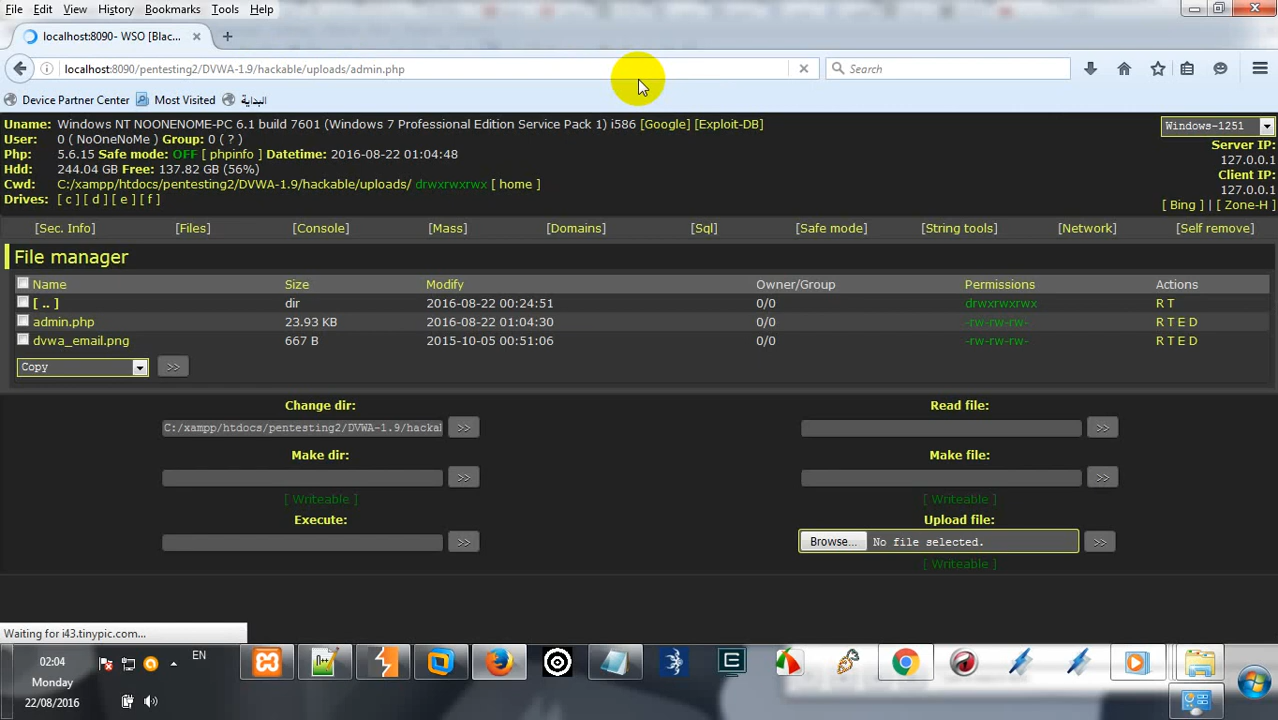 File Edit View History Bookmarks Tools Help
localhost:8090- WSO [Blac...
localhost:8090/pentesting2/DVWA-1.9/hackable/uploads/admin.php
Search
Device Partner Center Most Visited البداية
Uname: Windows NT NOONENOME-PC 6.1 build 7601 (Windows 7 Professional Edition Service Pack 1) i586 [Google] [Exploit-DB]
Windows-1251
User: 0 ( NoOneNoMe ) Group: 0 ( ? )
Server IP:
Php: 5.6.15 Safe mode: OFF [ phpinfo ] Datetime: 2016-08-22 01:04:48
127.0.0.1
Hdd: 244.04 GB Free: 137.82 GB (56%)
Client IP:
Cwd: C:/xampp/htdocs/pentesting2/DVWA-1.9/hackable/uploads/ drwxrwxrwx [ home ]
127.0.0.1
Drives: [ c ] [ d ] [ e ] [ f ]
[ Bing ] | [ Zone-H ]
[Sec. Info] [Files] [Console] [Mass] [Domains] [Sql] [Safe mode] [String tools] [Network] [Self remove]
File manager
Name Size Modify Owner/Group Permissions Actions
[ .. ] dir 2016-08-22 00:24:51 0/0 drwxrwxrwx R T
admin.php 23.93 KB 2016-08-22 01:04:30 0/0 -rw-rw-rw- R T E D
dvwa_email.png 667 B 2015-10-05 00:51:06 0/0 -rw-rw-rw- R T E D
Copy >>
Change dir: Read file:
C:/xampp/htdocs/pentesting2/DVWA-1.9/hackal >> >>
Make dir: Make file:
>> >>
[ Writeable ] [ Writeable ]
Execute: Upload file:
>> Browse... No file selected. >>
[ Writeable ]
Waiting for i43.tinypic.com...
02:04 EN
Monday
22/08/2016